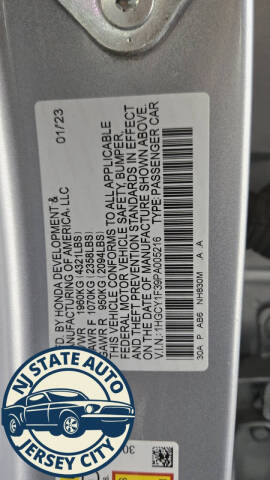 MFD. BY HONDA DEVELOPMENT &
MANUFACTURING OF AMERICA, LLC 01/23
GVWR 1960KG (4321LBS)
GAWR F 1070KG (2358LBS)
GAWR R 950KG (2094LBS)
THIS VEHICLE CONFORMS TO ALL APPLICABLE
FEDERAL MOTOR VEHICLE SAFETY, BUMPER,
AND THEFT PREVENTION STANDARDS IN EFFECT
ON THE DATE OF MANUFACTURE SHOWN ABOVE.
V.I.N.: 1HGCY1F39PA005216 TYPE:PASSENGER CAR
30A P AB6 NH830M A A
30
NJ STATE AUTO
JERSEY CITY